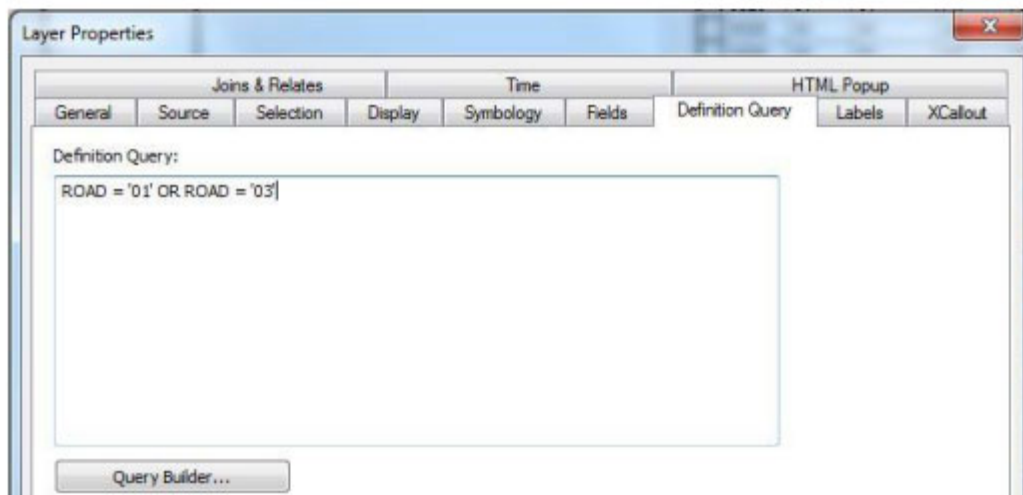 Layer Properties
Joins & Relates Time HTML Popup
General Source Selection Display Symbology Fields Definition Query Labels XCallout
Definition Query:
ROAD = '01' OR ROAD = '03'
Query Builder...